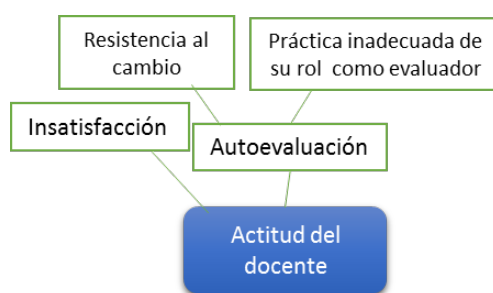 Resistencia al
cambio
Práctica inadecuada de
su rol como evaluador
Insatisfacción
Autoevaluación
Actitud del
docente